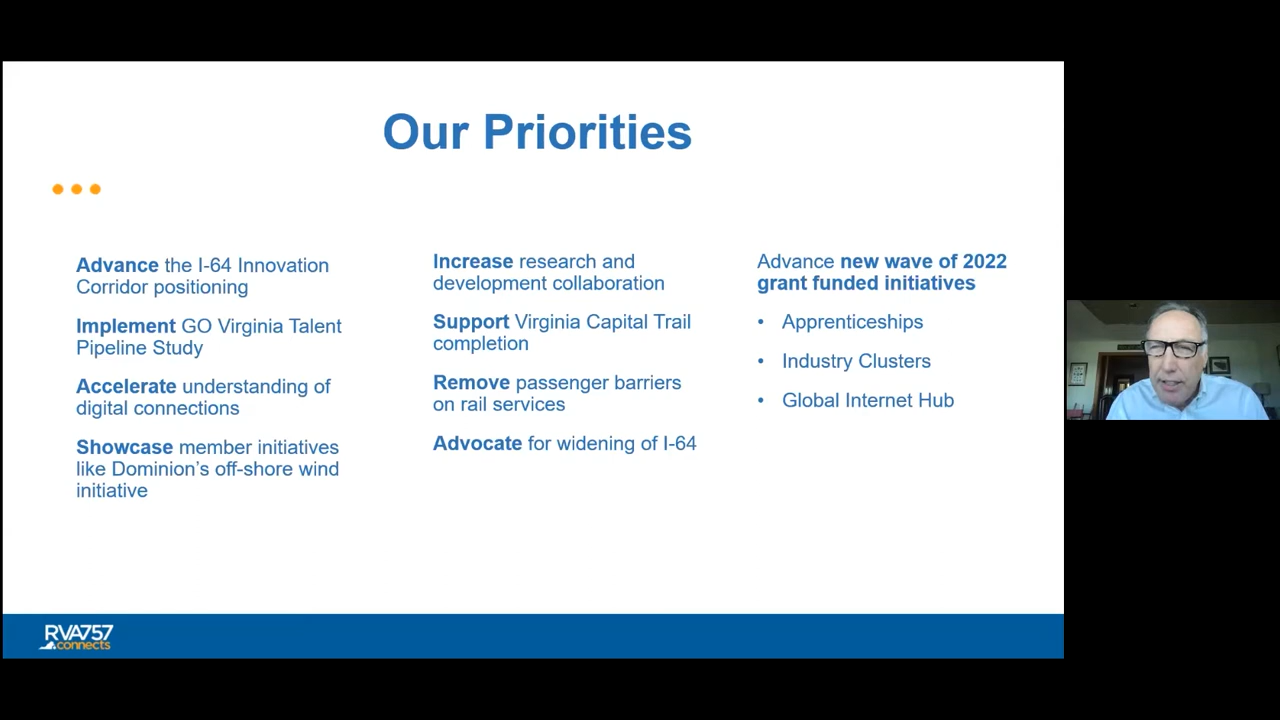 Our Priorities
Advance the I-64 Innovation
Corridor positioning
Implement GO Virginia Talent
Pipeline Study
Accelerate understanding of
digital connections
Showcase member initiatives
like Dominion’s off-shore wind
initiative
Increase research and
development collaboration
Support Virginia Capital Trail
completion
Remove passenger barriers
on rail services
Advocate for widening of I-64
Advance new wave of 2022
grant funded initiatives
• Apprenticeships
• Industry Clusters
• Global Internet Hub
RVA757
connects